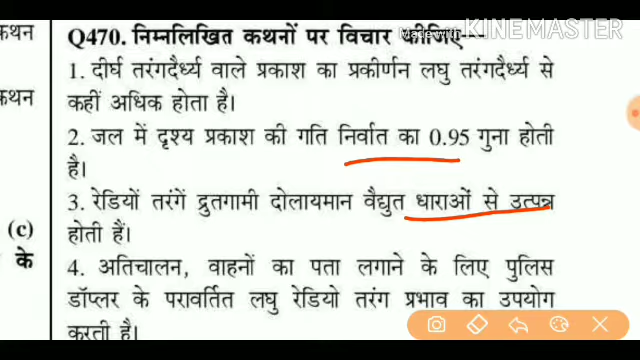 कथन
Q470. निम्नलिखित कथनों पर विचार कीजिए—
Made with KINEMASTER
1. दीर्घ तरंगदैर्ध्य वाले प्रकाश का प्रकीर्णन लघु तरंगदैर्ध्य से
कथन
कहीं अधिक होता है।
2. जल में दृश्य प्रकाश की गति निर्वात का 0.95 गुना होती
है।
3. रेडियों तरंगें द्रुतगामी दोलायमान वैद्युत धाराओं से उत्पन्न
(c)
होती हैं।
के
4. अतिचालन, वाहनों का पता लगाने के लिए पुलिस
डॉप्लर के परावर्तित लघु रेडियो तरंग प्रभाव का उपयोग
करती है।